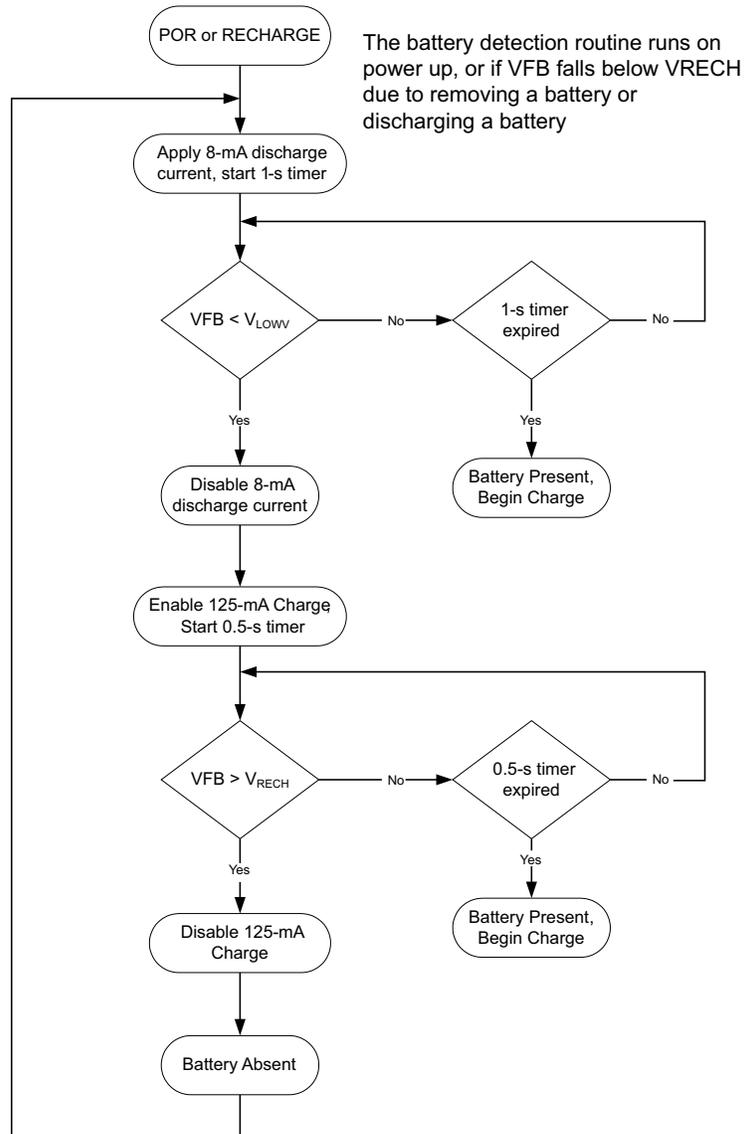 POR or RECHARGE
The battery detection routine runs on
power up, or if VFB falls below VRECH
due to removing a battery or
discharging a battery
Apply 8-mA discharge
current, start 1-s timer
VFB < VLOWV
No
1-s timer
expired
No
Yes
Yes
Disable 8-mA
discharge current
Battery Present,
Begin Charge
Enable 125-mA Charge,
Start 0.5-s timer
VFB > VRECH
No
0.5-s timer
expired
No
Yes
Yes
Disable 125-mA
Charge
Battery Present,
Begin Charge
Battery Absent